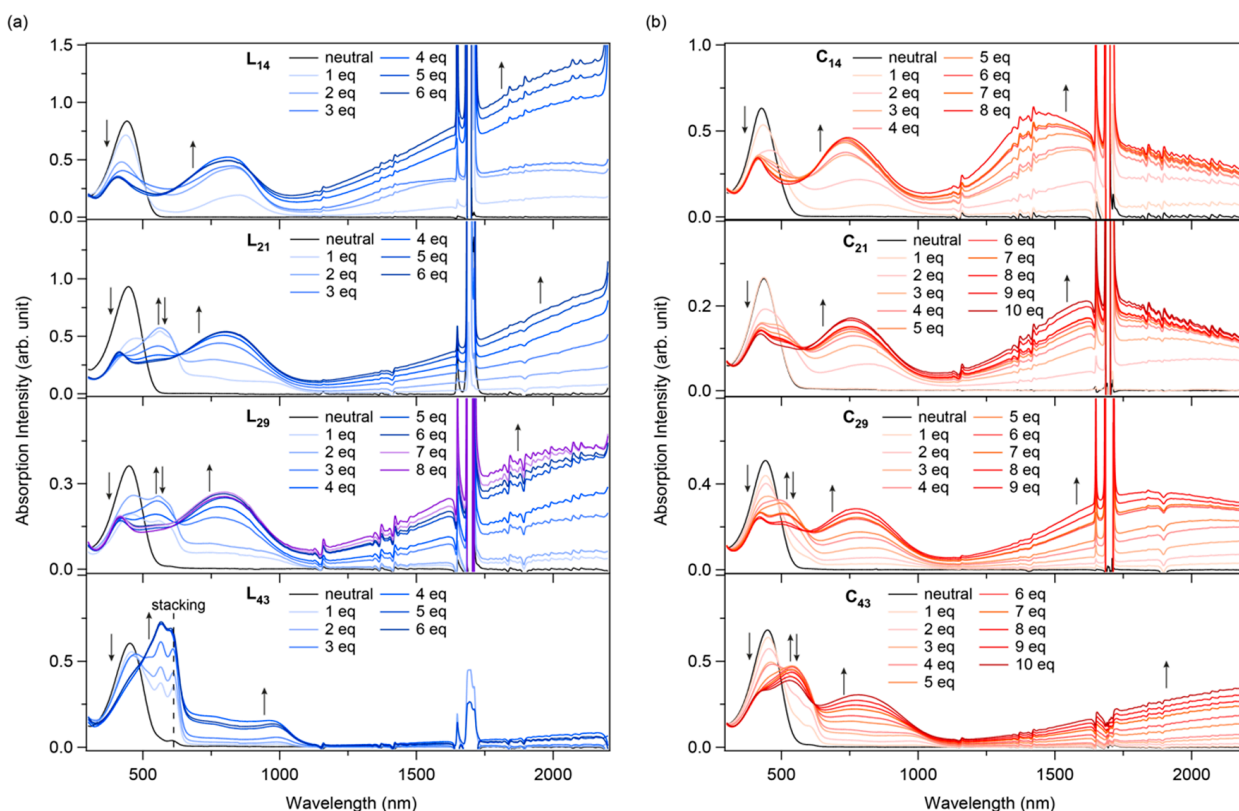 (a)
Absorption Intensity (arb. unit)
Absorption Intensity (arb. unit)
1.5
1.0
0.5
0.0
L14
neutral
1 eq
2 eq
3 eq
4 eq
5 eq
6 eq
1.0
0.5
0.0
L21
neutral
1 eq
2 eq
3 eq
4 eq
5 eq
6 eq
0.3
0.0
L29
neutral
1 eq
2 eq
3 eq
4 eq
5 eq
6 eq
7 eq
8 eq
0.5
0.0
stacking
L43
neutral
1 eq
2 eq
3 eq
4 eq
5 eq
6 eq
500 1000 1500 2000
Wavelength (nm)
(b)
Absorption Intensity (arb. unit)
Absorption Intensity (arb. unit)
1.0
0.5
0.0
C14
neutral
1 eq
2 eq
3 eq
4 eq
5 eq
6 eq
7 eq
8 eq
0.2
0.0
C21
neutral
1 eq
2 eq
3 eq
4 eq
5 eq
6 eq
7 eq
8 eq
9 eq
10 eq
0.4
0.0
C29
neutral
1 eq
2 eq
3 eq
4 eq
5 eq
6 eq
7 eq
8 eq
9 eq
0.5
0.0
C43
neutral
1 eq
2 eq
3 eq
4 eq
5 eq
6 eq
7 eq
8 eq
9 eq
10 eq
500 1000 1500 2000
Wavelength (nm)